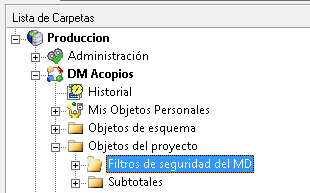 Lista de Carpetas
Produccion
Administración
DM Acopios
Historial
Mis Objetos Personales
Objetos de esquema
Objetos del proyecto
Filtros de seguridad del MD
Subtotales